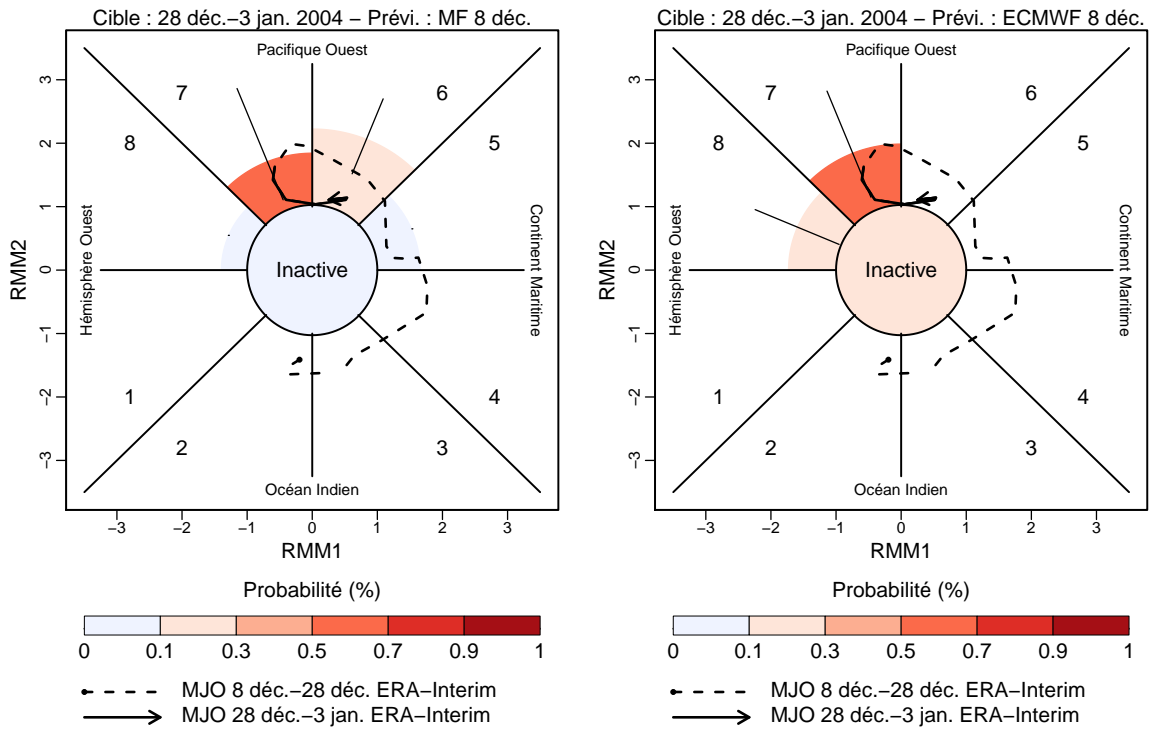 Cible : 28 déc.−3 jan. 2004 − Prévi. : MF 8 déc.
Pacifique Ouest
7
6
8
5
Hémisphère Ouest
Inactive
Continent Maritime
1
4
2
3
Océan Indien
RMM2
3
2
1
0
−1
−2
−3
−3 −2 −1 0 1 2 3
RMM1
Probabilité (%)
0 0.1 0.3 0.5 0.7 0.9 1
MJO 8 déc.−28 déc. ERA−Interim
MJO 28 déc.−3 jan. ERA−Interim
Cible : 28 déc.−3 jan. 2004 − Prévi. : ECMWF 8 déc.
Pacifique Ouest
7
6
8
5
Hémisphère Ouest
Inactive
Continent Maritime
1
4
2
3
Océan Indien
RMM2
3
2
1
0
−1
−2
−3
−3 −2 −1 0 1 2 3
RMM1
Probabilité (%)
0 0.1 0.3 0.5 0.7 0.9 1
MJO 8 déc.−28 déc. ERA−Interim
MJO 28 déc.−3 jan. ERA−Interim